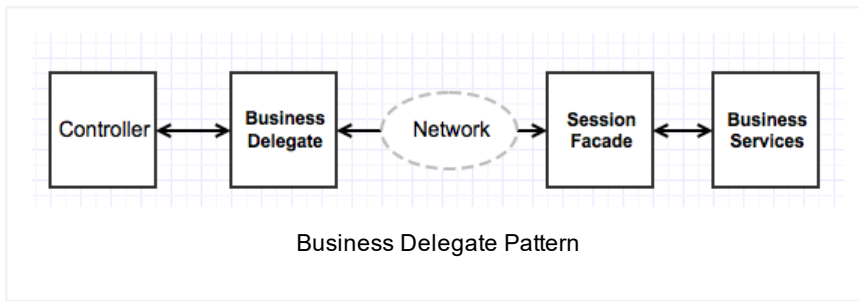 Controller
Business
Delegate
Network
Session
Facade
Business
Services
Business Delegate Pattern